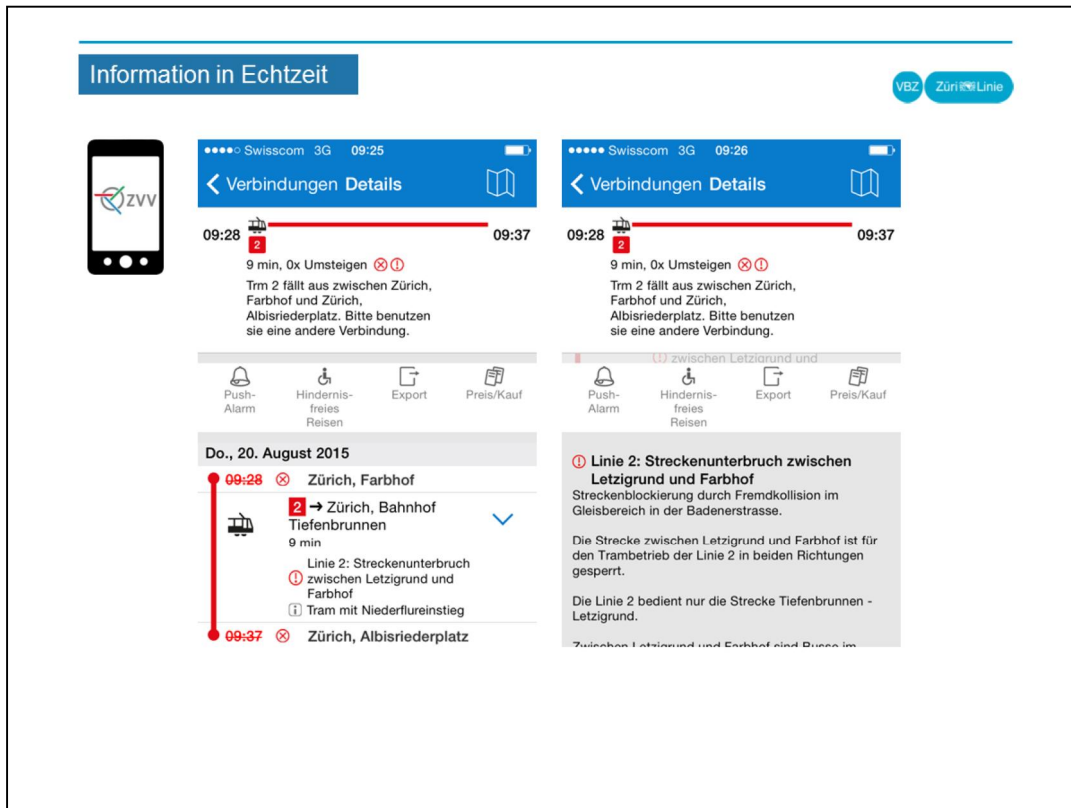 Information in Echtzeit
VBZ Züri Linie
ZVV
Swisscom 3G 09:25
Verbindungen Details
09:28
2
09:37
9 min, 0x Umsteigen
Trm 2 fällt aus zwischen Zürich,
Farbhof und Zürich,
Albisriederplatz. Bitte benutzen
sie eine andere Verbindung.
Push-
Alarm
Hindernis-
freies
Reisen
Export
Preis/Kauf
Do., 20. August 2015
09:28 Zürich, Farbhof
2 → Zürich, Bahnhof
Tiefenbrunnen
9 min
Linie 2: Streckenunterbruch
zwischen Letzigrund und
Farbhof
Tram mit Niederflureinstieg
09:37 Zürich, Albisriederplatz
Swisscom 3G 09:26
Verbindungen Details
09:28
2
09:37
9 min, 0x Umsteigen
Trm 2 fällt aus zwischen Zürich,
Farbhof und Zürich,
Albisriederplatz. Bitte benutzen
sie eine andere Verbindung.
zwischen Letzigrund und
Push-
Alarm
Hindernis-
freies
Reisen
Export
Preis/Kauf
Linie 2: Streckenunterbruch zwischen
Letzigrund und Farbhof
Streckenblockierung durch Fremdkollision im
Gleisbereich in der Badenerstrasse.
Die Strecke zwischen Letzigrund und Farbhof ist für
den Trambetrieb der Linie 2 in beiden Richtungen
gesperrt.
Die Linie 2 bedient nur die Strecke Tiefenbrunnen -
Letzigrund.
Zwischen Letzigrund und Farbhof sind Busse im